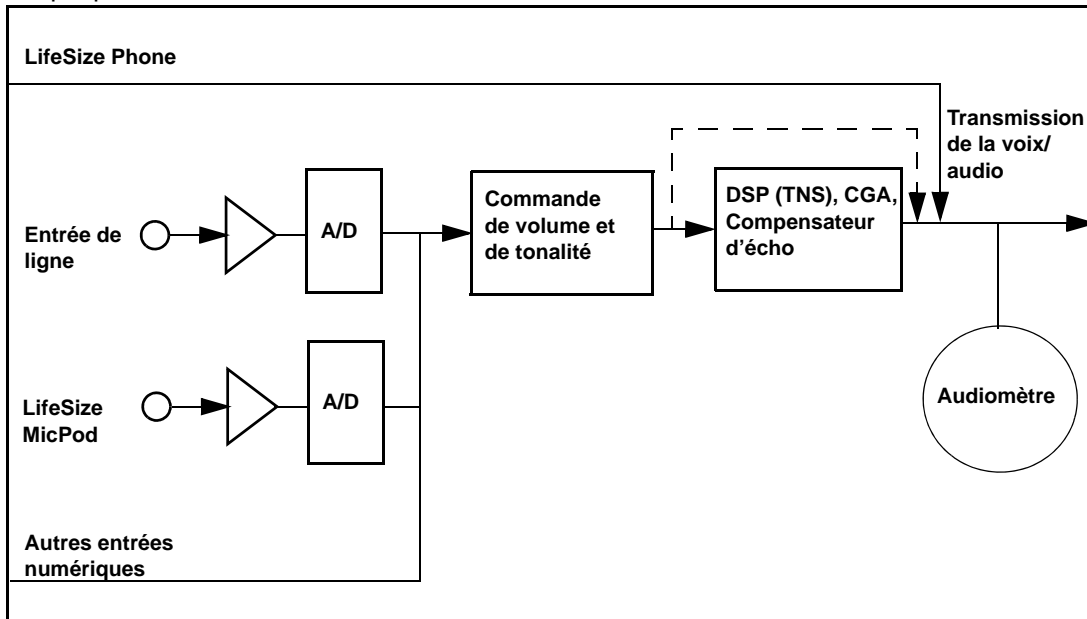 LifeSize Phone
Transmission
de la voix/
audio
Entrée de
ligne
A/D
Commande
de volume et
de tonalité
DSP (TNS), CGA,
Compensateur
d'écho
LifeSize
MicPod
A/D
Audiomètre
Autres entrées
numériques